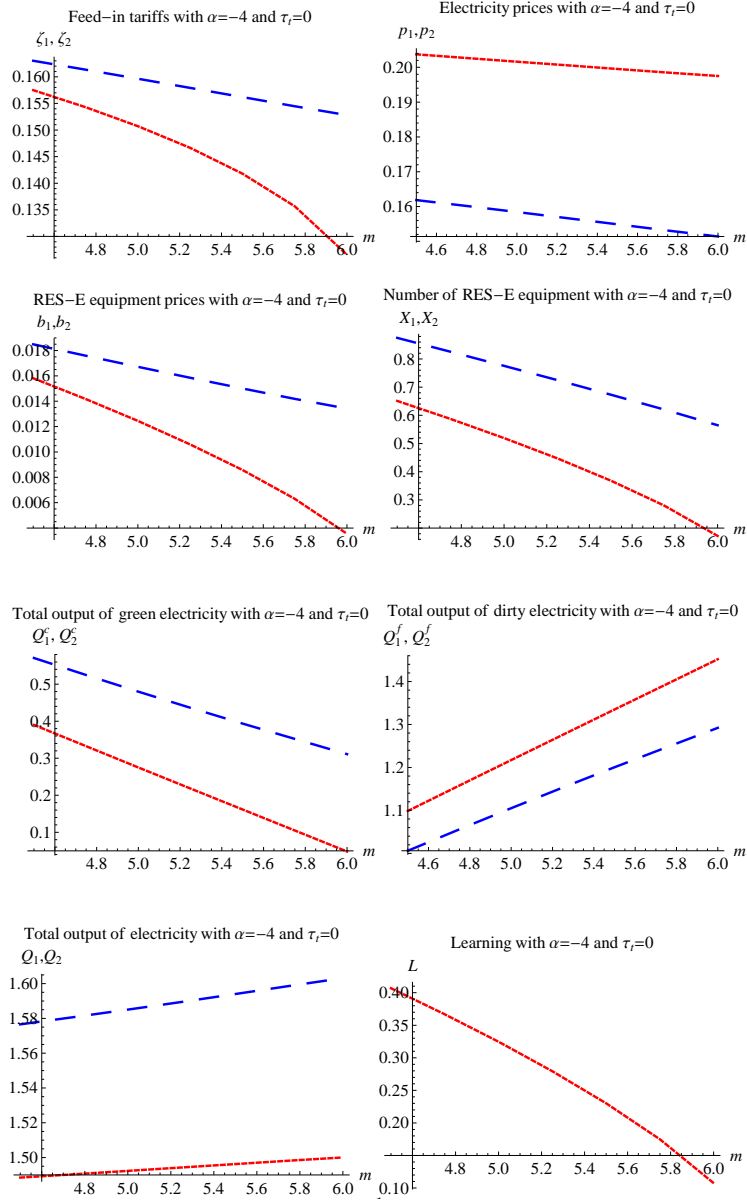 Feed−in tariffs with α=−4 and τₜ=0
ζ₁, ζ₂
0.160
0.155
0.150
0.145
0.140
0.135
4.8 5.0 5.2 5.4 5.6 5.8 6.0 m
Electricity prices with α=−4 and τₜ=0
p₁,p₂
0.20
0.19
0.18
0.17
0.16
4.8 5.0 5.2 5.4 5.6 5.8 6.0 m
RES−E equipment prices with α=−4 and τₜ=0
b₁,b₂
0.018
0.016
0.014
0.012
0.010
0.008
0.006
4.8 5.0 5.2 5.4 5.6 5.8 6.0 m
Number of RES−E equipment with α=−4 and τₜ=0
X₁,X₂
0.8
0.7
0.6
0.5
0.4
0.3
4.8 5.0 5.2 5.4 5.6 5.8 6.0 m
Total output of green electricity with α=−4 and τₜ=0
Q₁ᶜ, Q₂ᶜ
0.5
0.4
0.3
0.2
0.1
4.8 5.0 5.2 5.4 5.6 5.8 6.0 m
Total output of dirty electricity with α=−4 and τₜ=0
Q₁ᶠ, Q₂ᶠ
1.4
1.3
1.2
1.1
4.6 4.8 5.0 5.2 5.4 5.6 5.8 6.0 m
Total output of electricity with α=−4 and τₜ=0
Q₁,Q₂
1.60
1.58
1.56
1.54
1.52
1.50
4.8 5.0 5.2 5.4 5.6 5.8 6.0 m
Learning with α=−4 and τₜ=0
L
0.40
0.35
0.30
0.25
0.20
0.150
0.10
4.8 5.0 5.2 5.4 5.6 5.8 6.0 m